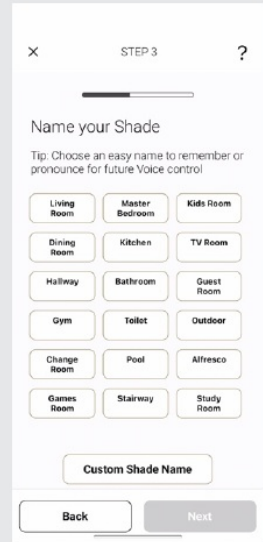 × STEP 3 ?
Name your Shade
Tip: Choose an easy name to remember or
pronounce for future Voice control
Living Room
Master Bedroom
Kids Room
Dining Room
Kitchen
TV Room
Hallway
Bathroom
Guest Room
Gym
Toilet
Outdoor
Change Room
Pool
Alfresco
Games Room
Stairway
Study Room
Custom Shade Name
Back
Next